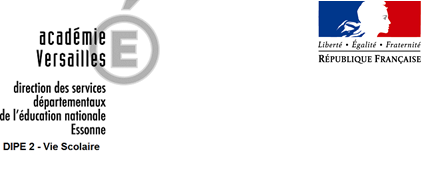 académie
Versailles
direction des services
départementaux
de l'éducation nationale
Essonne
DIPE 2 - Vie Scolaire
Liberté • Égalité • Fraternité
RÉPUBLIQUE FRANÇAISE